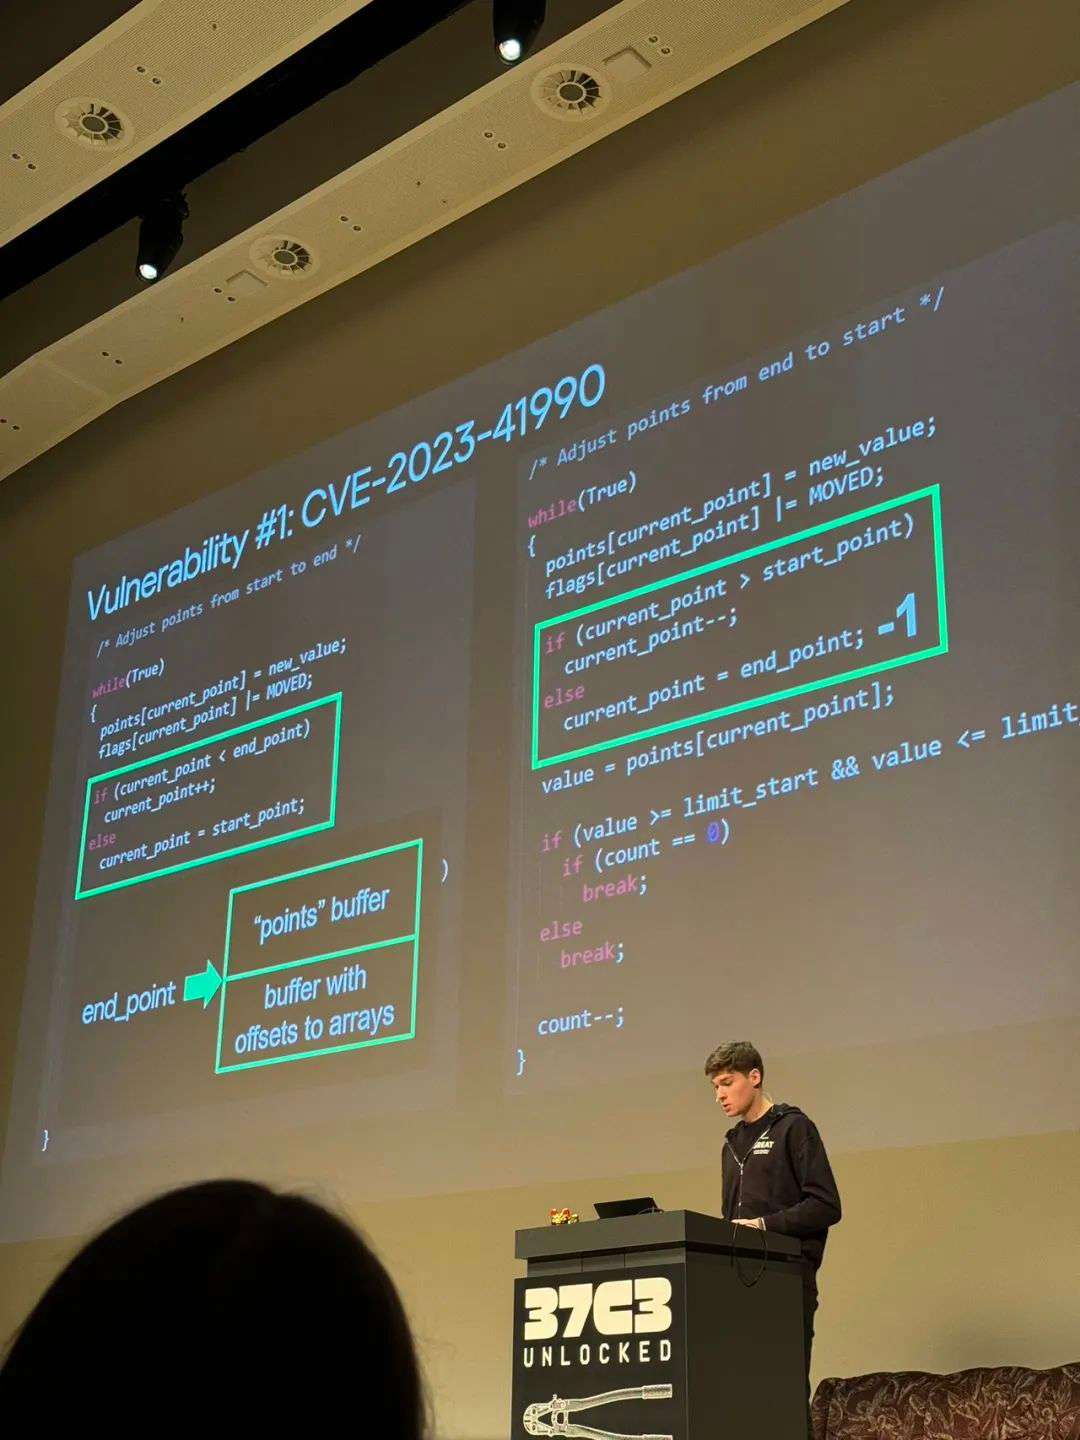 Vulnerability #1: CVE-2023-41990
/* Adjust points from start to end */
while(True)
{
points[current_point] = new_value;
flags[current_point] |= MOVED;
if (current_point < end_point)
current_point++;
else
current_point = start_point;
)
end_point
"points" buffer
buffer with
offsets to arrays
}
/* Adjust points from end to start */
while(True)
{
points[current_point] = new_value;
flags[current_point] |= MOVED;
if (current_point > start_point)
current_point--;
else
current_point = end_point; -1
value = points[current_point];
if (value >= limit_start && value <= limit_
if (count == 0)
break;
else
break;
count--;
}
37C3
UNLOCKED